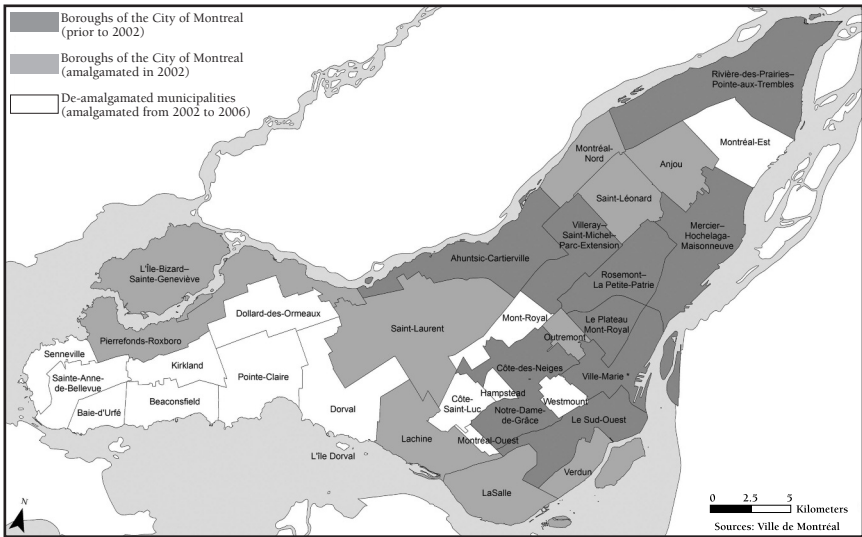 Boroughs of the City of Montreal
(prior to 2002)
Boroughs of the City of Montreal
(amalgamated in 2002)
De-amalgamated municipalities
(amalgamated from 2002 to 2006)
Rivière-des-Prairies–
Pointe-aux-Trembles
Montréal-Est
Montréal-
Nord
Anjou
Saint-Léonard
Mercier–
Hochelaga-
Maisonneuve
Villeray–
Saint-Michel–
Parc-Extension
Ahuntsic-Cartierville
Rosemont–
La Petite-Patrie
L'Île-Bizard–
Sainte-Geneviève
Dollard-des-Ormeaux
Saint-Laurent
Mont-Royal
Le Plateau
Mont-Royal
Outremont
Pierrefonds-Roxboro
Senneville
Kirkland
Côte-des-Neiges
Ville-Marie *
Sainte-Anne-
de-Bellevue
Pointe-Claire
Hampstead
Côte-
Saint-Luc
Westmount
Beaconsfield
Baie-d'Urfé
Dorval
Notre-Dame-
de-Grâce
Le Sud-Ouest
Lachine
Montréal-Ouest
L'Île Dorval
Verdun
LaSalle
N
0 2.5 5
Kilometers
Sources: Ville de Montréal